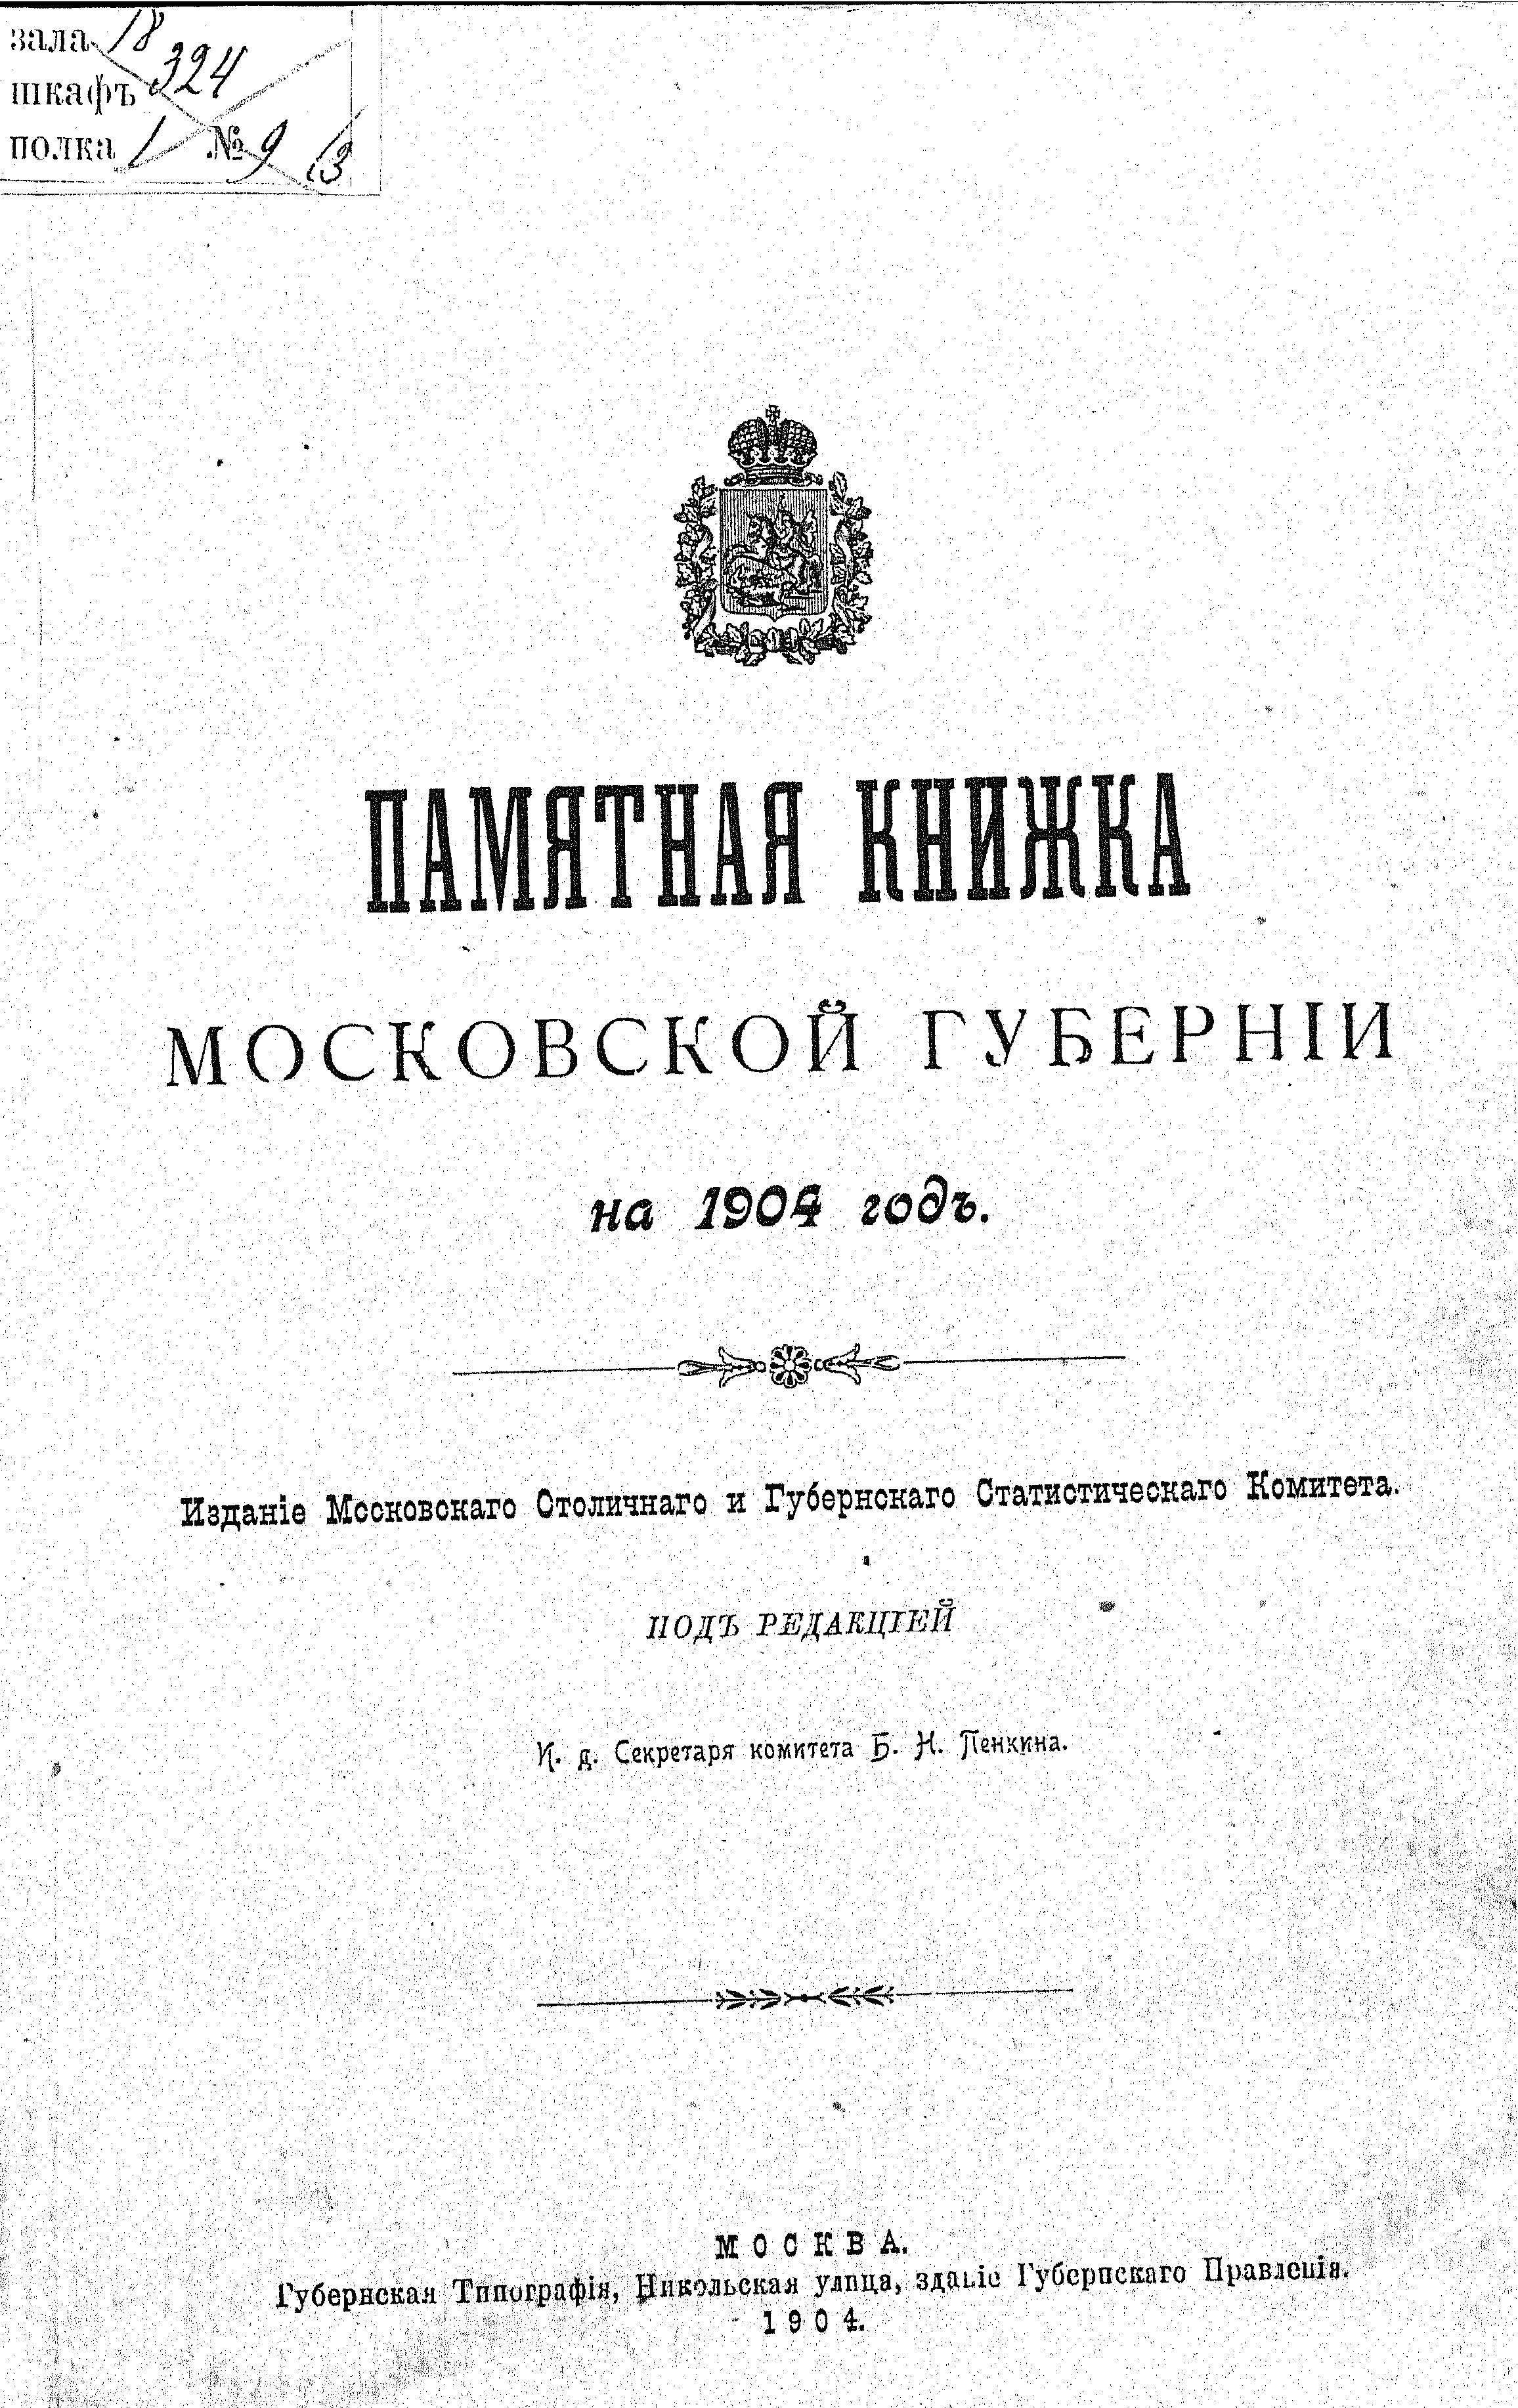 зала 18
шкафъ 324
полка 1 № 9
ПАМЯТНАЯ КНИЖКА
МОСКОВСКОЙ ГУБЕРНІИ
на 1904 годъ.
Изданіе Московскаго Столичнаго и Губернскаго Статистическаго Комитета.
ПОДЪ РЕДАКЦІЕЙ
И. д. Секретаря комитета Б. Н. Пенкина.
МОСКВА.
Губернская Типографія, Никольская улица, зданіе Губернскаго Правленія.
1904.